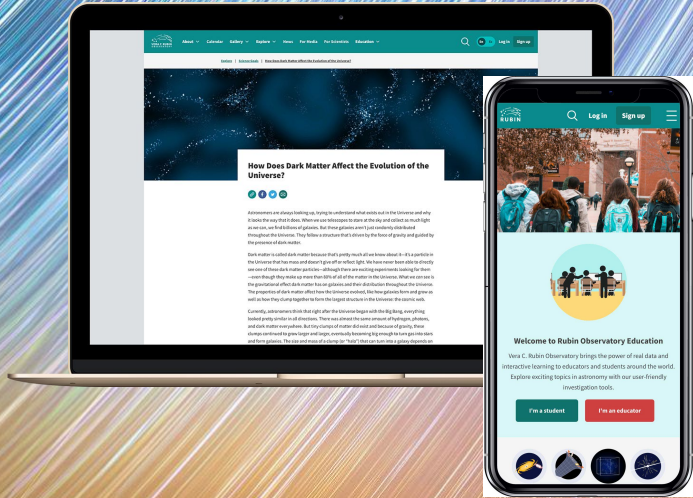 VERA C. RUBIN
About Calendar Gallery Explore News For Media For Scientists Education
En
Log in Sign up
Explore | Science Goals | How Does Dark Matter Affect the Evolution of the Universe?
How Does Dark Matter Affect the Evolution of the
Universe?
Astronomers are always looking up, trying to understand what exists out in the Universe and why
it looks the way that it does. When we use telescopes to stare at the sky and collect as much light
as we can, we find billions of galaxies. But these galaxies aren't just randomly distributed
throughout the Universe. They follow a structure that's driven by the force of gravity and guided by
the presence of dark matter.
Dark matter is called dark matter because that's pretty much all we know about it—it's a particle in
the Universe that has mass and doesn't give off or reflect light. We have never been able to directly
see one of these dark matter particles—although there are exciting experiments looking for them
—even though they make up more than 80% of all of the matter in the Universe. What we can see is
the gravitational effect dark matter has on galaxies and their distribution throughout the Universe.
The properties of dark matter affect how the Universe evolved, like how galaxies form and grow as
well as how they clump together to form the largest structure in the Universe: the cosmic web.
Currently, astronomers think that right after the Universe began with the Big Bang, everything
looked pretty similar in all directions. There was almost the same amount of hydrogen, photons,
and dark matter everywhere. But tiny clumps of matter did exist and because of gravity, these
clumps continued to grow larger and larger, eventually becoming big enough to turn gas into stars
and form galaxies. The size and mass of a clump (or "halo") that can turn into a galaxy depends on
RUBIN
Log in Sign up
Welcome to Rubin Observatory Education
Vera C. Rubin Observatory brings the power of real data and
interactive learning to educators and students around the world.
Explore exciting topics in astronomy with our user-friendly
investigation tools.
I'm a student I'm an educator